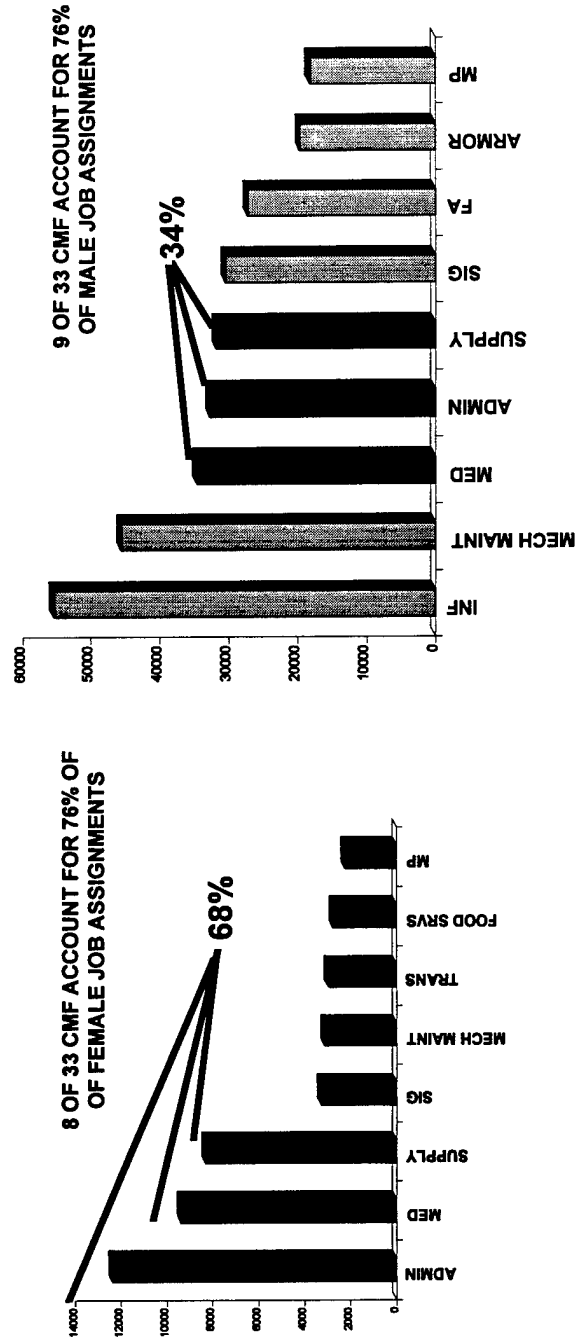 8 OF 33 CMF ACCOUNT FOR 76% OF
OF FEMALE JOB ASSIGNMENTS
68%
14000
12000
10000
8000
6000
4000
2000
0
ADMIN
MED
SUPPLY
SIG
MECH MAINT
TRANS
FOOD SRVS
MP
9 OF 33 CMF ACCOUNT FOR 76%
OF MALE JOB ASSIGNMENTS
34%
60000
50000
40000
30000
20000
10000
0
INF
MECH MAINT
MED
ADMIN
SUPPLY
SIG
FA
ARMOR
MP